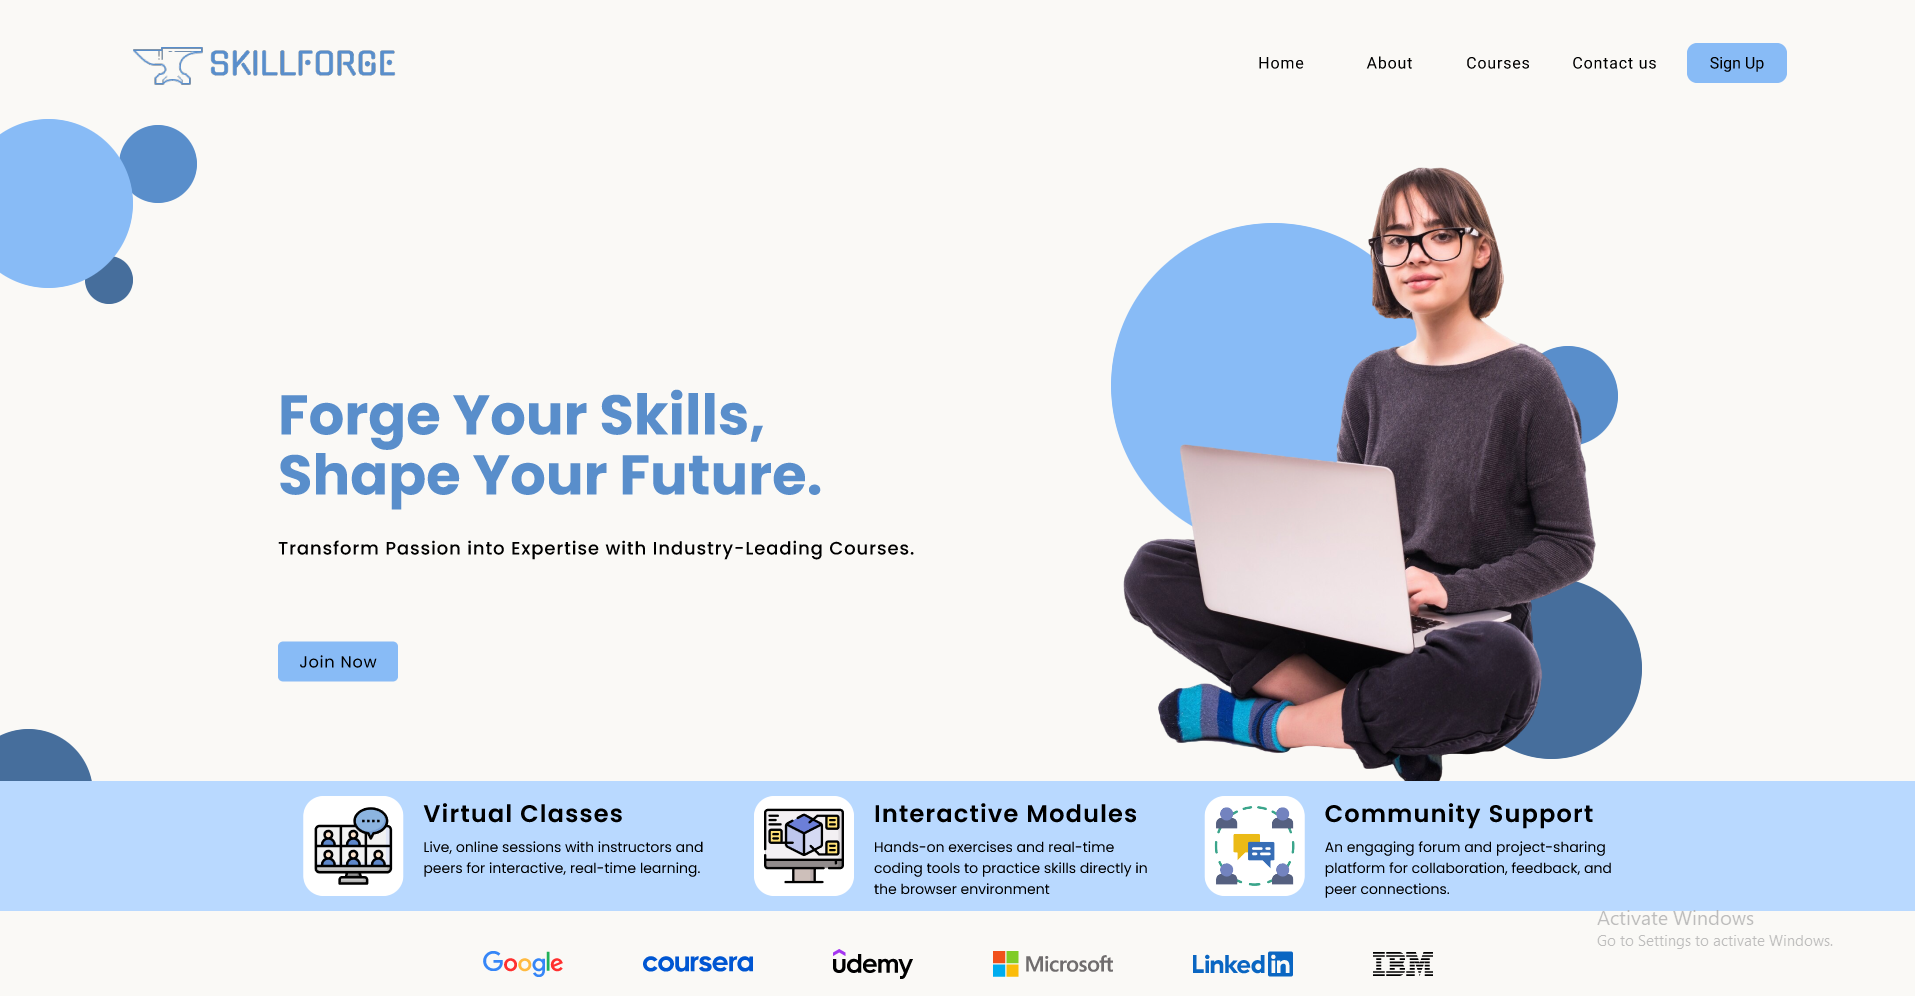 SKILLFORGE
Home About Courses Contact us Sign Up
Forge Your Skills,
Shape Your Future.
Transform Passion into Expertise with Industry-Leading Courses.
Join Now
Virtual Classes
Live, online sessions with instructors and
peers for interactive, real-time learning.
Interactive Modules
Hands-on exercises and real-time
coding tools to practice skills directly in
the browser environment
Community Support
An engaging forum and project-sharing
platform for collaboration, feedback, and
peer connections.
Activate Windows
Go to Settings to activate Windows.
Google coursera udemy Microsoft Linkedin IBM